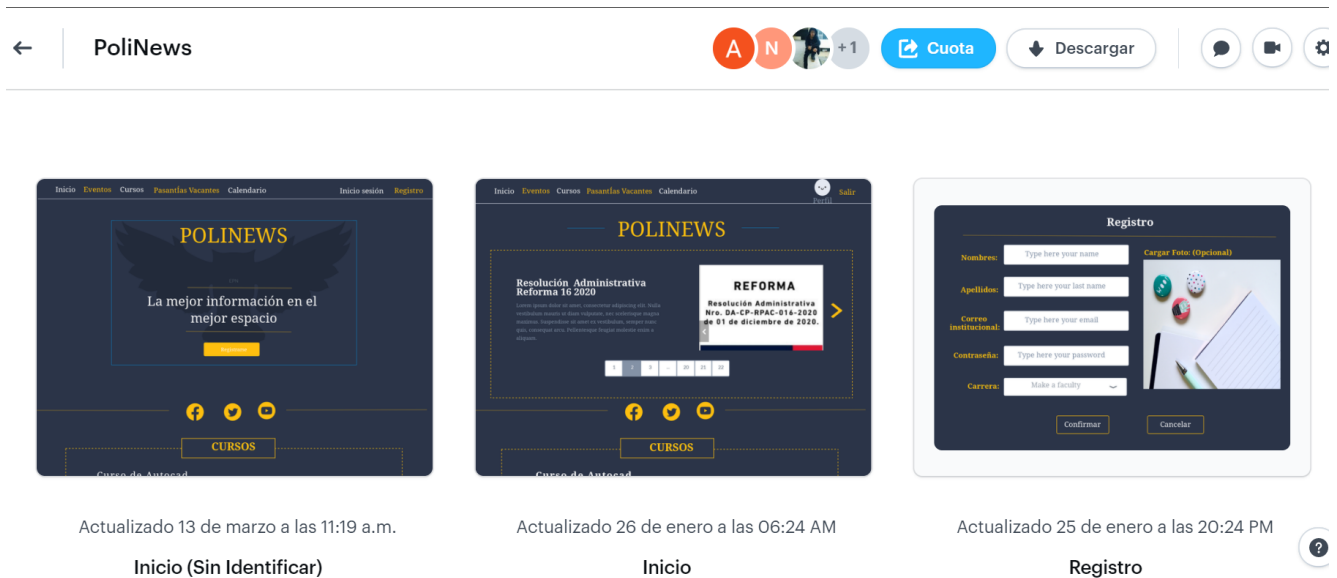 PoliNews
A N +1 Cuota Descargar
Inicio Eventos Cursos Pasantías Vacantes Calendario Inicio sesión Registro
POLINEWS
La mejor información en el
mejor espacio
CURSOS
Curso de Autocad
Actualizado 13 de marzo a las 11:19 a.m.
Inicio (Sin Identificar)
Inicio Eventos Cursos Pasantías Vacantes Calendario Perfil Salir
POLINEWS
Resolución Administrativa
Reforma 16 2020
REFORMA
Resolución Administrativa
Nro. DA-CP-RPAC-016-2020
de 01 de diciembre de 2020.
1 2 3 ... 20 21 22
CURSOS
Curso de Autocad
Actualizado 26 de enero a las 06:24 AM
Inicio
Registro
Nombres: Type here your name
Cargar Foto: (Opcional)
Apellidos: Type here your last name
Correo
institucional: Type here your email
Contraseña: Type here your password
Carrera: Make a faculty
Confirmar Cancelar
Actualizado 25 de enero a las 20:24 PM
Registro